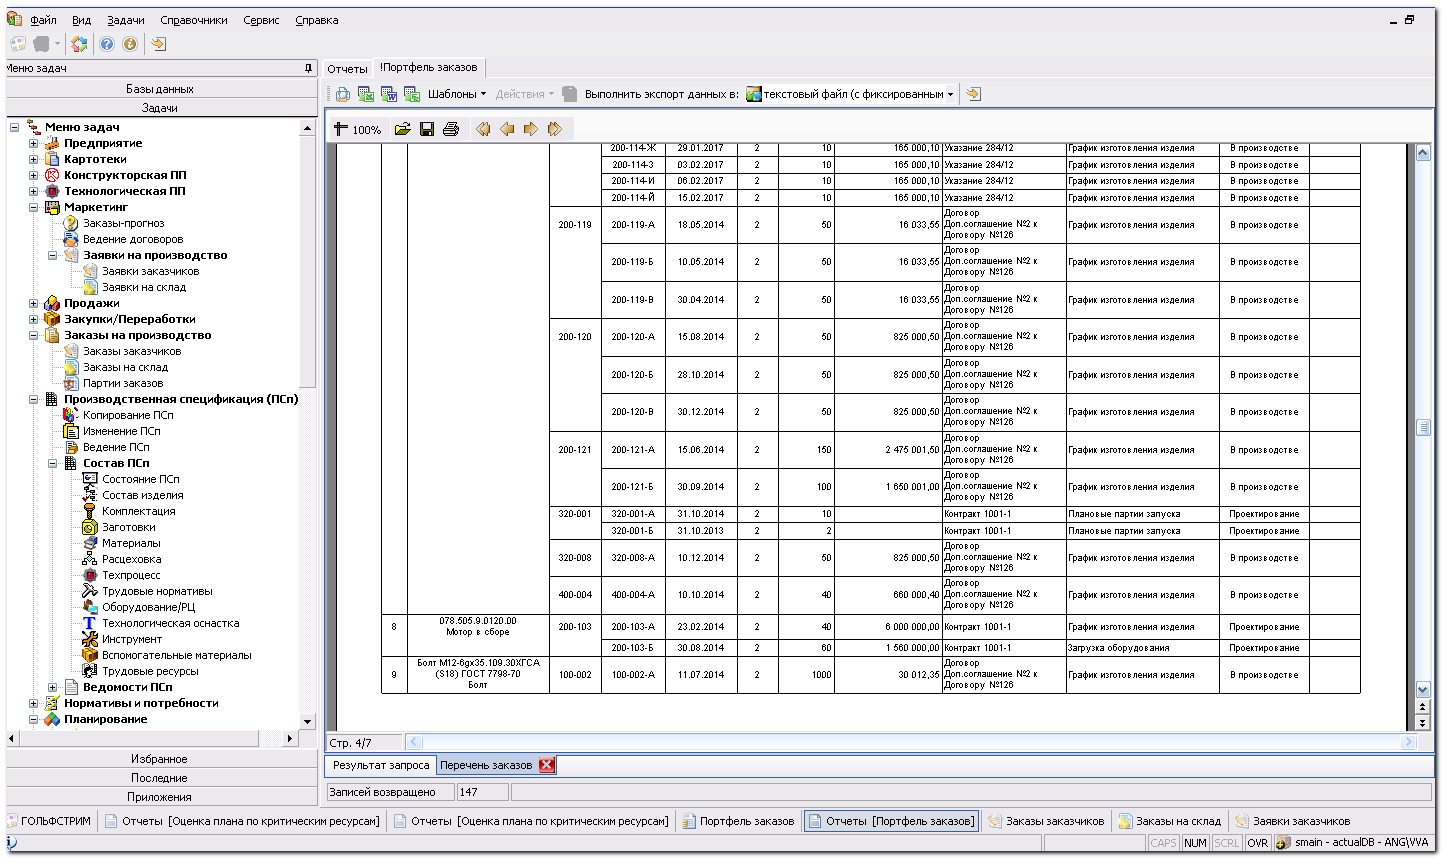 Файл Вид Задачи Справочники Сервис Справка
Меню задач
Базы данных
Задачи
Меню задач
Предприятие
Картотеки
Конструкторская ПП
Технологическая ПП
Маркетинг
Заказы-прогноз
Ведение договоров
Заявки на производство
Заявки заказчиков
Заявки на склад
Продажи
Закупки/Переработки
Заказы на производство
Заказы заказчиков
Заказы на склад
Партии заказов
Производственная спецификация (ПСп)
Копирование ПСп
Изменение ПСп
Ведение ПСп
Состав ПСп
Состояние ПСп
Состав изделия
Комплектация
Заготовки
Материалы
Расцеховка
Техпроцесс
Трудовые нормативы
Оборудование/РЦ
Технологическая оснастка
Инструмент
Вспомогательные материалы
Трудовые ресурсы
Ведомости ПСп
Нормативы и потребности
Планирование
Избранное
Последние
Приложения
Отчеты !Портфель заказов
Шаблоны Действия Выполнить экспорт данных в: текстовый файл (с фиксированным
100%
200-114-Ж 29.01.2017 2 10 165 000,10 Указание 284/12 График изготовления изделия В производстве
200-114-З 03.02.2017 2 10 165 000,10 Указание 284/12 График изготовления изделия В производстве
200-114-И 06.02.2017 2 10 165 000,10 Указание 284/12 График изготовления изделия В производстве
200-114-Й 15.02.2017 2 10 165 000,10 Указание 284/12 График изготовления изделия В производстве
Договор
200-119 200-119-А 18.05.2014 2 50 16 033,55 Доп.соглашение №2 к График изготовления изделия В производстве
Договору №126
Договор
200-119-Б 10.05.2014 2 50 16 033,55 Доп.соглашение №2 к График изготовления изделия В производстве
Договору №126
Договор
200-119-В 30.04.2014 2 50 16 033,55 Доп.соглашение №2 к График изготовления изделия В производстве
Договору №126
Договор
200-120 200-120-А 15.08.2014 2 50 825 000,50 Доп.соглашение №2 к График изготовления изделия В производстве
Договору №126
Договор
200-120-Б 28.10.2014 2 50 825 000,50 Доп.соглашение №2 к График изготовления изделия В производстве
Договору №126
Договор
200-120-В 30.12.2014 2 50 825 000,50 Доп.соглашение №2 к График изготовления изделия В производстве
Договору №126
Договор
200-121 200-121-А 15.06.2014 2 150 2 475 001,50 Доп.соглашение №2 к График изготовления изделия В производстве
Договору №126
Договор
200-121-Б 30.09.2014 2 100 1 650 001,00 Доп.соглашение №2 к График изготовления изделия В производстве
Договору №126
320-001 320-001-А 31.10.2014 2 10 Контракт 1001-1 Плановые партии запуска Проектирование
320-001-Б 31.10.2013 2 2 Контракт 1001-1 Плановые партии запуска Проектирование
Договор
320-008 320-008-А 10.12.2014 2 50 825 000,50 Доп.соглашение №2 к График изготовления изделия В производстве
Договору №126
Договор
400-004 400-004-А 10.10.2014 2 40 660 000,40 Доп.соглашение №2 к График изготовления изделия В производстве
Договору №126
8 078.505.9.0120.00 200-103 200-103-А 23.02.2014 2 40 6 000 000,00 Контракт 1001-1 График изготовления изделия Проектирование
Мотор в сборе
200-103-Б 30.08.2014 2 60 1 560 000,00 Контракт 1001-1 Загрузка оборудования Проектирование
Болт М12-6gх35.109.30ХГСА Договор
9 (S18) ГОСТ 7798-70 100-002 100-002-А 11.07.2014 2 1000 30 012,35 Доп.соглашение №2 к График изготовления изделия В производстве
Болт Договору №126
Стр. 4/7
Результат запроса Перечень заказов
Записей возвращено 147
ГОЛЬФСТРИМ Отчеты [Оценка плана по критическим ресурсам] Отчеты [Оценка плана по критическим ресурсам] Портфель заказов Отчеты [Портфель заказов] Заказы заказчиков Заказы на склад Заявки заказчиков
CAPS NUM SCRL OVR smain - actualDB - ANG\VVA